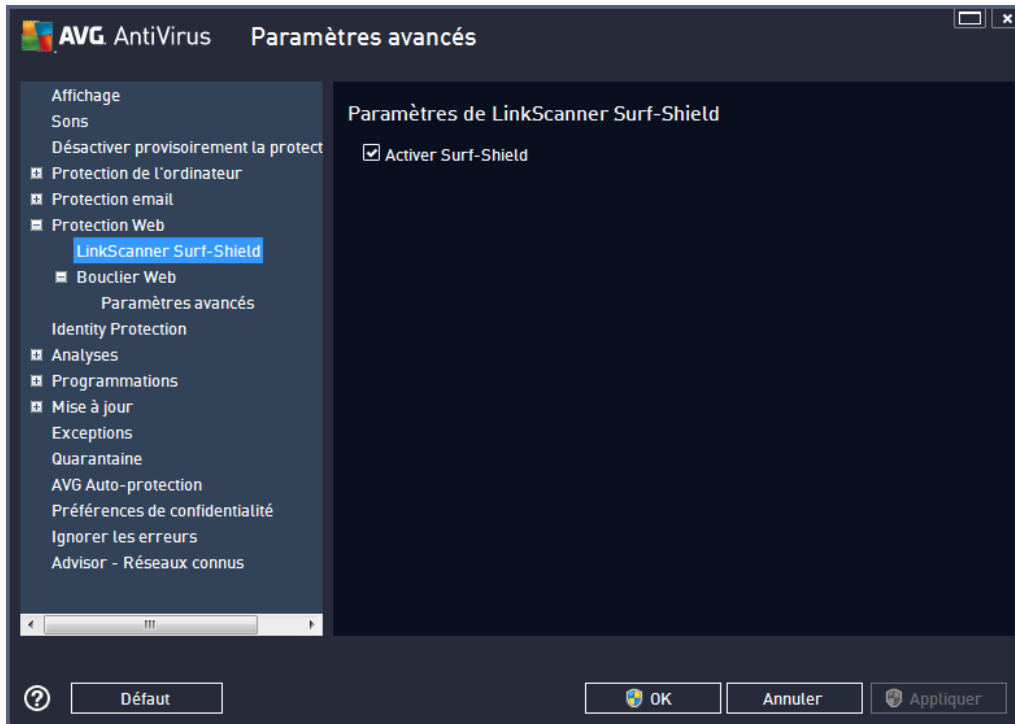 AVG. AntiVirus Paramètres avancés
Affichage
Sons
Désactiver provisoirement la protect
Protection de l'ordinateur
Protection email
Protection Web
LinkScanner Surf-Shield
Bouclier Web
Paramètres avancés
Identity Protection
Analyses
Programmations
Mise à jour
Exceptions
Quarantaine
AVG Auto-protection
Préférences de confidentialité
Ignorer les erreurs
Advisor - Réseaux connus
Paramètres de LinkScanner Surf-Shield
Activer Surf-Shield
? Défaut OK Annuler Appliquer